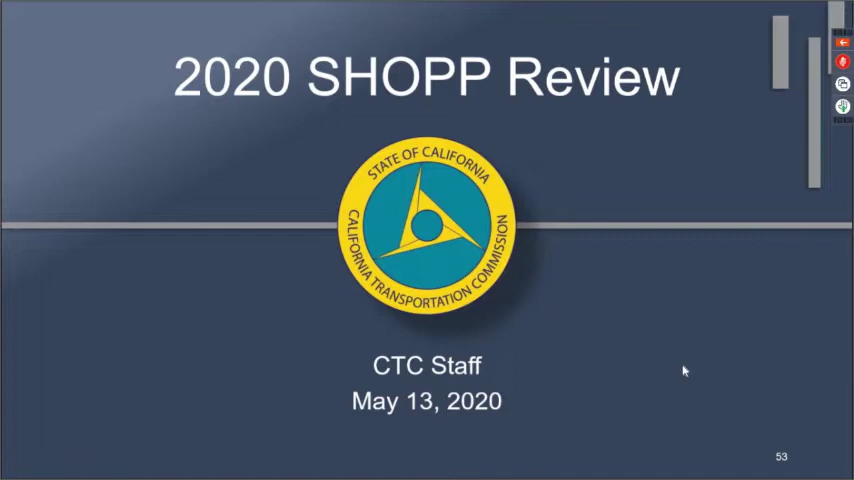 2020 SHOPP Review
STATE OF CALIFORNIA
CALIFORNIA TRANSPORTATION COMMISSION
CTC Staff
May 13, 2020
53